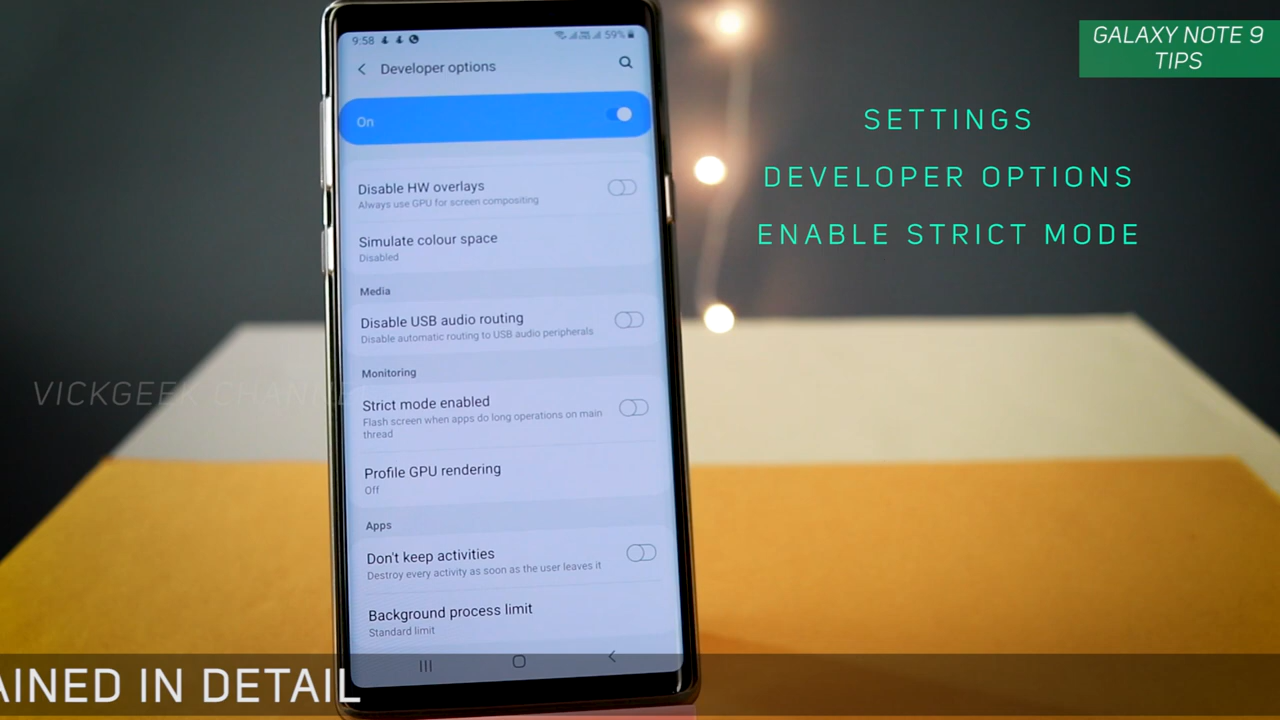 GALAXY NOTE 9
TIPS
9:58
59%
Developer options
On
Disable HW overlays
Always use GPU for screen compositing
Simulate colour space
Disabled
Media
Disable USB audio routing
Disable automatic routing to USB audio peripherals
Monitoring
Strict mode enabled
Flash screen when apps do long operations on main
thread
Profile GPU rendering
Off
Apps
Don't keep activities
Destroy every activity as soon as the user leaves it
Background process limit
Standard limit
SETTINGS
DEVELOPER OPTIONS
ENABLE STRICT MODE
VICKGEEK CHANNE
AINED IN DETAIL